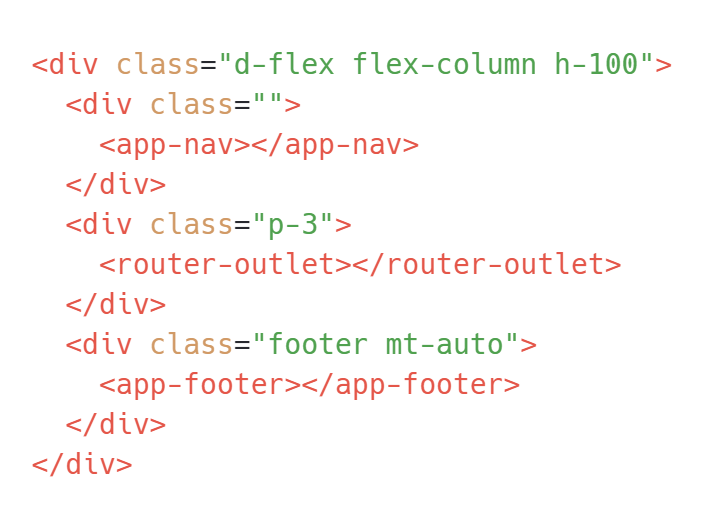 <div class="d-flex flex-column h-100">
  <div class="">
    <app-nav></app-nav>
  </div>
  <div class="p-3">
    <router-outlet></router-outlet>
  </div>
  <div class="footer mt-auto">
    <app-footer></app-footer>
  </div>
</div>